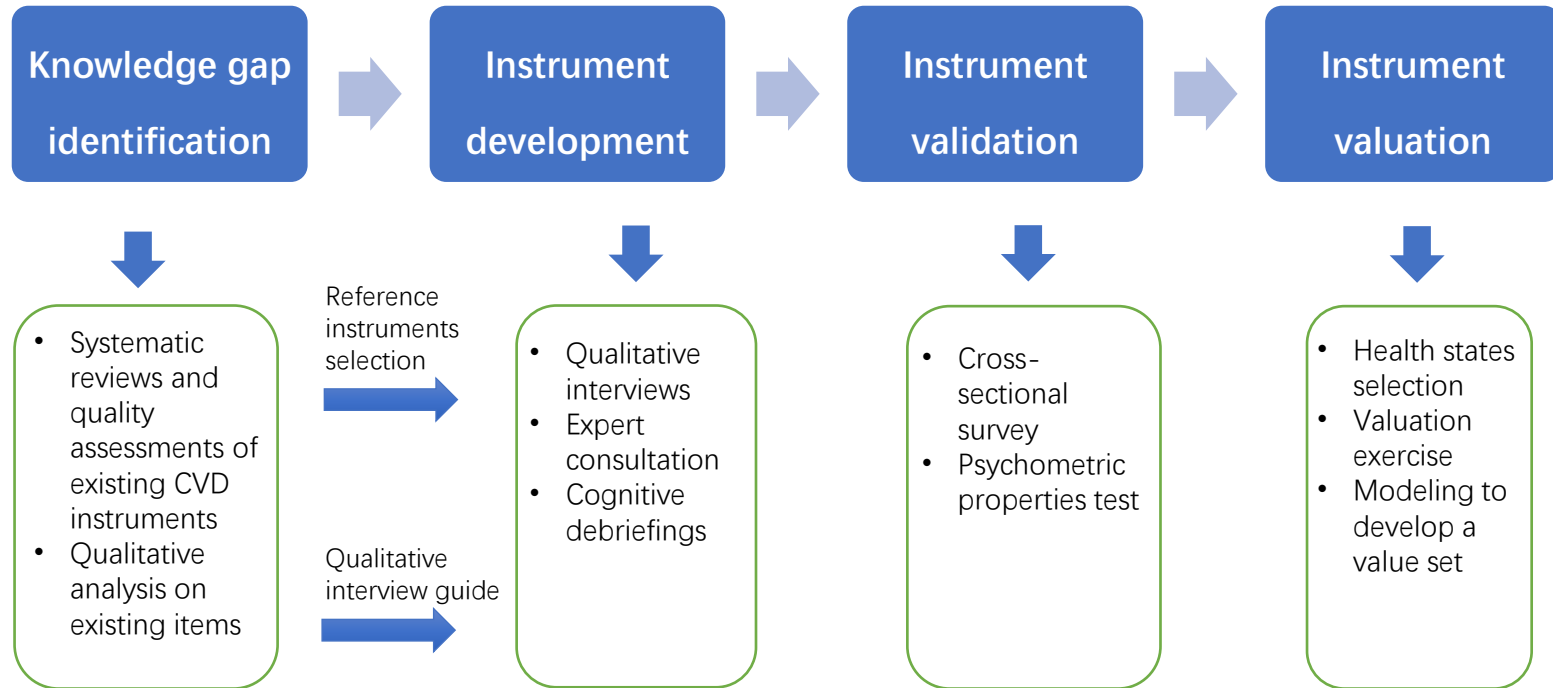 Knowledge gap
identification
Instrument
development
Instrument
validation
Instrument
valuation
• Systematic
reviews and
quality
assessments of
existing CVD
instruments
• Qualitative
analysis on
existing items
Reference
instruments
selection
Qualitative
interview guide
• Qualitative
interviews
• Expert
consultation
• Cognitive
debriefings
• Cross-
sectional
survey
• Psychometric
properties test
• Health states
selection
• Valuation
exercise
• Modeling to
develop a
value set